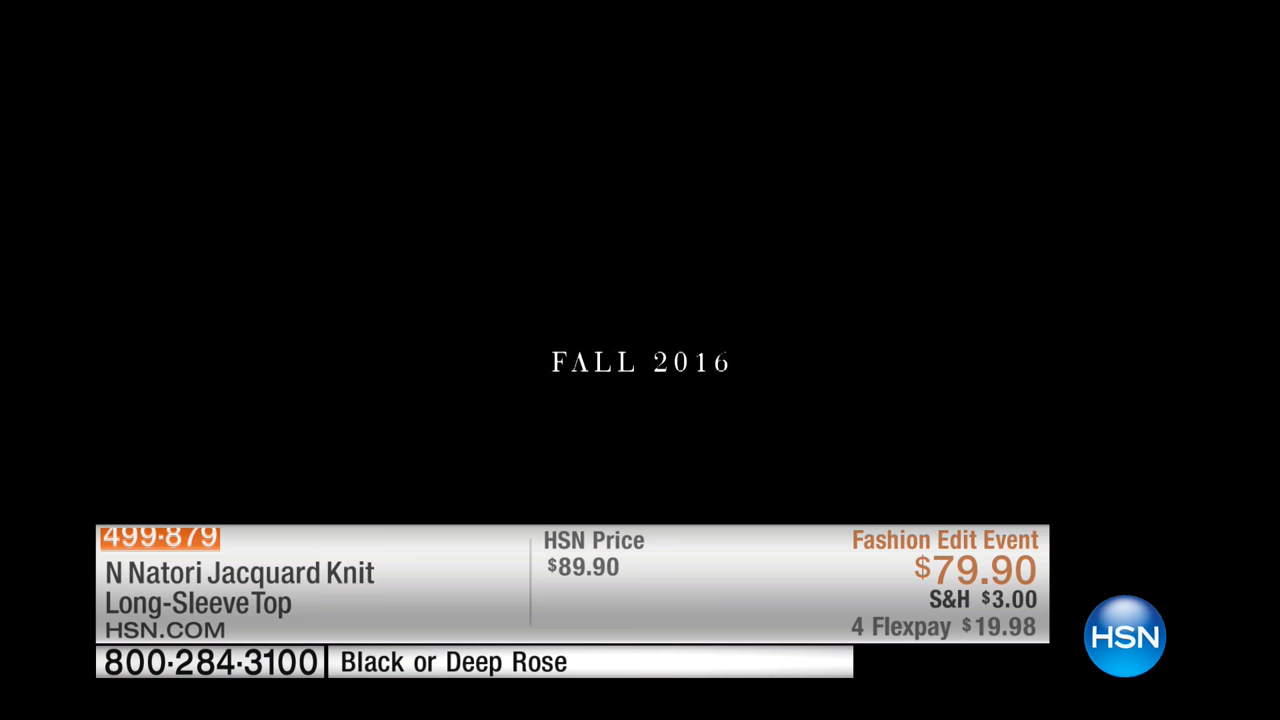 FALL 2016
499·879
N Natori Jacquard Knit
Long-Sleeve Top
HSN.COM
HSN Price
$89.90
Fashion Edit Event
$79.90
S&H $3.00
4 Flexpay $19.98
HSN
800·284·3100
Black or Deep Rose